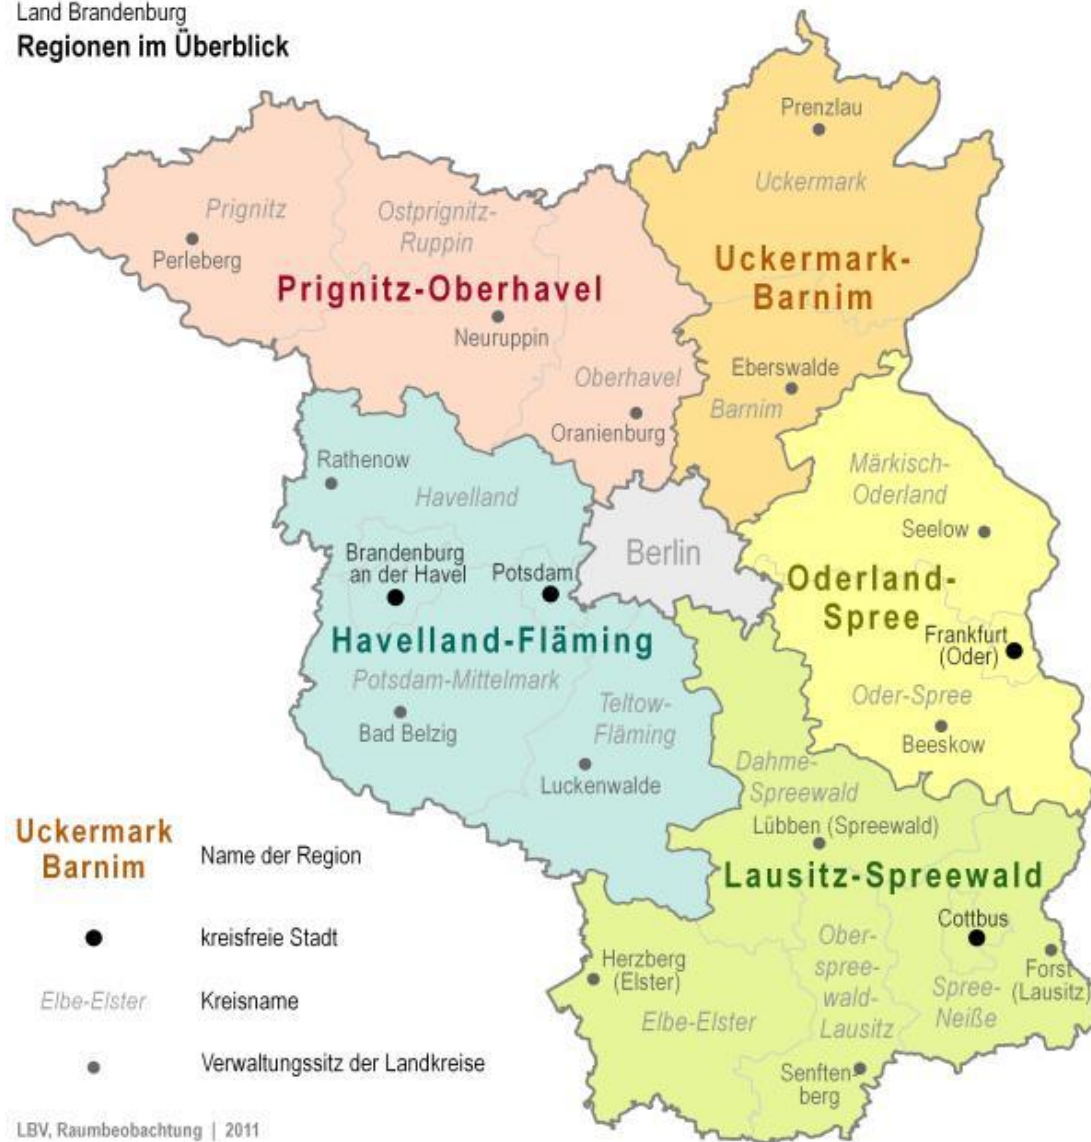 Land Brandenburg
Regionen im Überblick
Prenzlau
Uckermark
Prignitz
Ostprignitz-
Ruppin
Perleberg
Uckermark-
Barnim
Prignitz-Oberhavel
Neuruppin
Oberhavel
Eberswalde
Barnim
Oranienburg
Rathenow
Havelland
Märkisch-
Oderland
Seelow
Brandenburg
an der Havel
Potsdam
Berlin
Oderland-
Spree
Havelland-Fläming
Frankfurt
(Oder)
Potsdam-Mittelmark
Bad Belzig
Teltow-
Fläming
Luckenwalde
Oder-Spree
Beeskow
Dahme-
Spreewald
Lübben (Spreewald)
Lausitz-Spreewald
Cottbus
Herzberg
(Elster)
Elbe-Elster
Ober-
spree-
wald-
Lausitz
Spree-
Neiße
Forst
(Lausitz)
Senften-
berg
Uckermark
Barnim
Name der Region
kreisfreie Stadt
Elbe-Elster
Kreisname
Verwaltungssitz der Landkreise
LBV, Raumbeobachtung | 2011